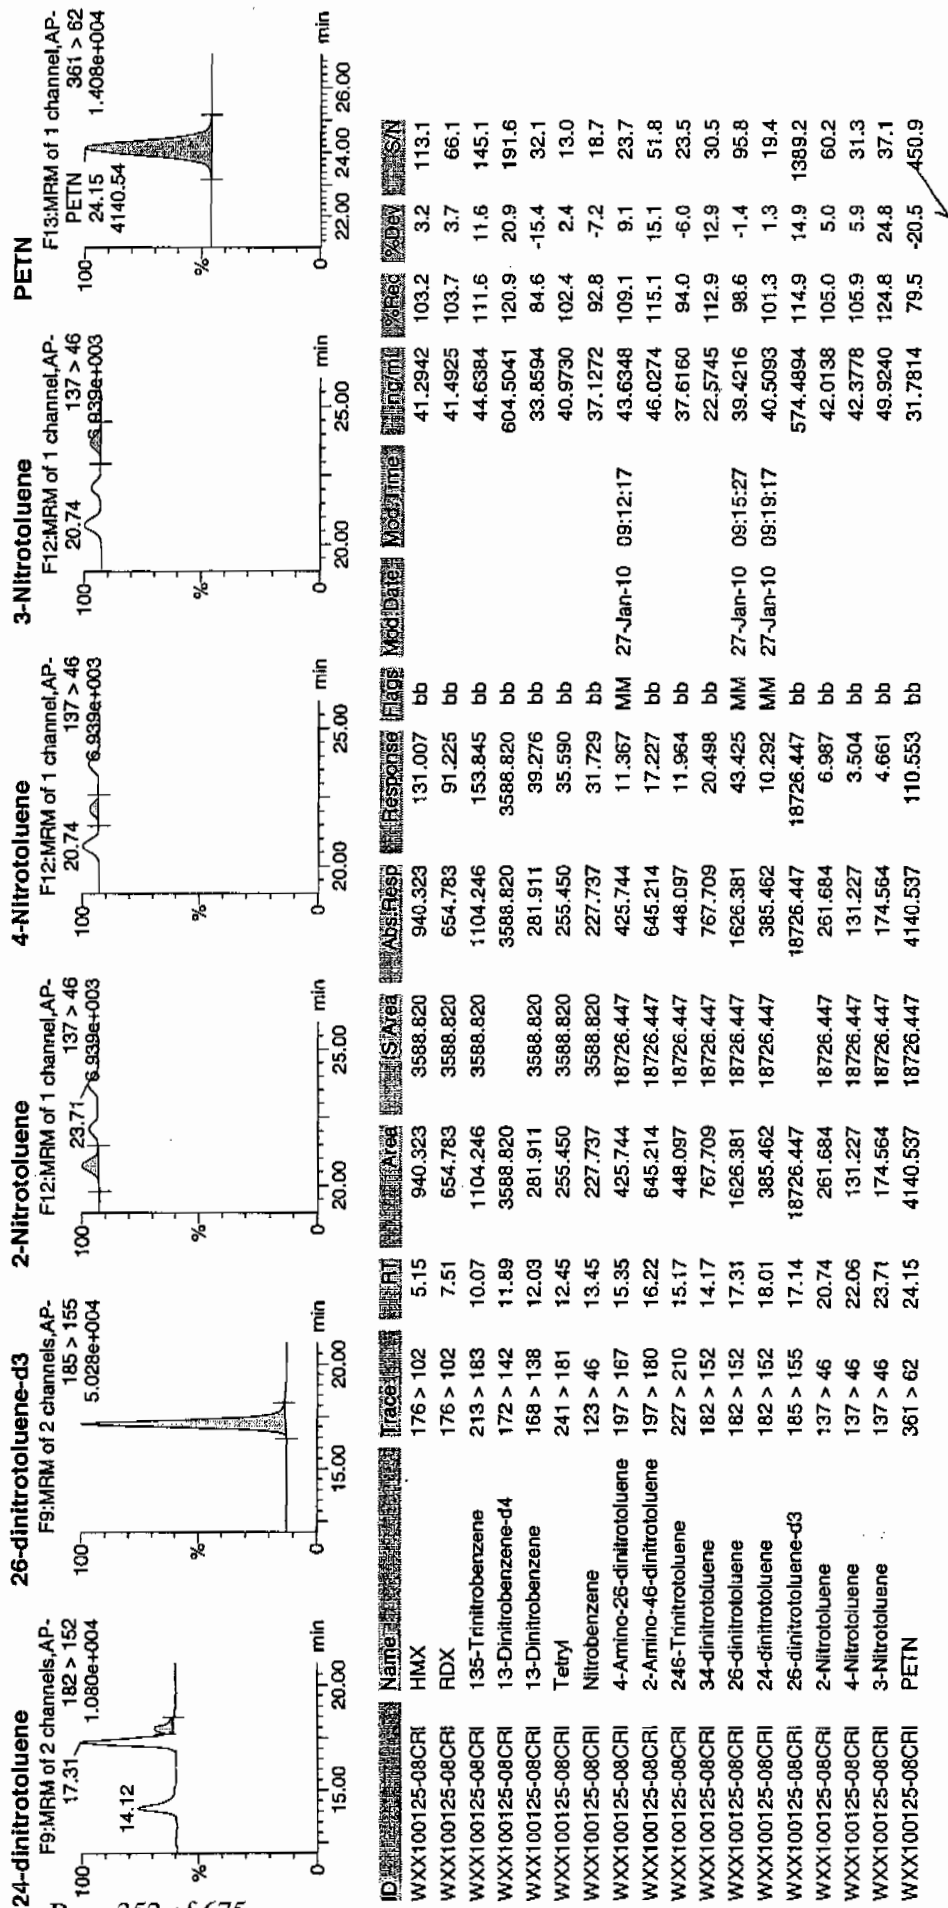 24-dinitrotoluene
F9:MRM of 2 channels,AP-
182 > 152
1.080e+004
17.31
14.12
100
%
0
15.00
20.00
min
26-dinitrotoluene-d3
F9:MRM of 2 channels,AP-
185 > 155
5.028e+004
100
%
0
15.00
20.00
min
2-Nitrotoluene
F12:MRM of 1 channel,AP-
137 > 46
6.939e+003
23.71
100
%
0
20.00
25.00
min
4-Nitrotoluene
F12:MRM of 1 channel,AP-
137 > 46
6.939e+003
20.74
100
%
0
20.00
25.00
min
3-Nitrotoluene
F12:MRM of 1 channel,AP-
137 > 46
6.939e+003
20.74
100
%
0
20.00
25.00
min
PETN
F13:MRM of 1 channel,AP-
361 > 62
1.408e+004
PETN
24.15
4140.54
100
%
0
22.00
24.00
26.00
min
ID Name Trace RT Area IS Area Abs Resp Response Flags Mod Date Mod Time ng/ml %Rec %Dev S/N
WXX100125-08CRI HMX 176 > 102 5.15 940.323 3588.820 940.323 131.007 bb 41.2942 103.2 3.2 113.1
WXX100125-08CRI RDX 176 > 102 7.51 654.783 3588.820 654.783 91.225 bb 41.4925 103.7 3.7 66.1
WXX100125-08CRI 135-Trinitrobenzene 213 > 183 10.07 1104.246 3588.820 1104.246 153.845 bb 44.6384 111.6 11.6 145.1
WXX100125-08CRI 13-Dinitrobenzene-d4 172 > 142 11.89 3588.820 3588.820 3588.820 bb 604.5041 120.9 20.9 191.6
WXX100125-08CRI 13-Dinitrobenzene 168 > 138 12.03 281.911 3588.820 281.911 39.276 bb 33.8594 84.6 -15.4 32.1
WXX100125-08CRI Tetryl 241 > 181 12.45 255.450 3588.820 255.450 35.590 bb 40.9730 102.4 2.4 13.0
WXX100125-08CRI Nitrobenzene 123 > 46 13.45 227.737 3588.820 227.737 31.729 bb 37.1272 92.8 -7.2 18.7
WXX100125-08CRI 4-Amino-26-dinitrotoluene 197 > 167 15.35 425.744 18726.447 425.744 11.367 MM 27-Jan-10 09:12:17 43.6348 109.1 9.1 23.7
WXX100125-08CRI 2-Amino-46-dinitrotoluene 197 > 180 16.22 645.214 18726.447 645.214 17.227 bb 46.0274 115.1 15.1 51.8
WXX100125-08CRI 246-Trinitrotoluene 227 > 210 15.17 448.097 18726.447 448.097 11.964 bb 37.6160 94.0 -6.0 23.5
WXX100125-08CRI 34-dinitrotoluene 182 > 152 14.17 767.709 18726.447 767.709 20.498 bb 22.5745 112.9 12.9 30.5
WXX100125-08CRI 26-dinitrotoluene 182 > 152 17.31 1626.381 18726.447 1626.381 43.425 MM 27-Jan-10 09:15:27 39.4216 98.6 -1.4 95.8
WXX100125-08CRI 24-dinitrotoluene 182 > 152 18.01 385.462 18726.447 385.462 10.292 MM 27-Jan-10 09:19:17 40.5093 101.3 1.3 19.4
WXX100125-08CRI 26-dinitrotoluene-d3 185 > 155 17.14 18726.447 18726.447 18726.447 bb 574.4894 114.9 14.9 1389.2
WXX100125-08CRI 2-Nitrotoluene 137 > 46 20.74 261.684 18726.447 261.684 6.987 bb 42.0138 105.0 5.0 60.2
WXX100125-08CRI 4-Nitrotoluene 137 > 46 22.06 131.227 18726.447 131.227 3.504 bb 42.3778 105.9 5.9 31.3
WXX100125-08CRI 3-Nitrotoluene 137 > 46 23.71 174.564 18726.447 174.564 4.661 bb 49.9240 124.8 24.8 37.1
WXX100125-08CRI PETN 361 > 62 24.15 4140.537 18726.447 4140.537 110.553 bb 31.7814 79.5 -20.5 450.9